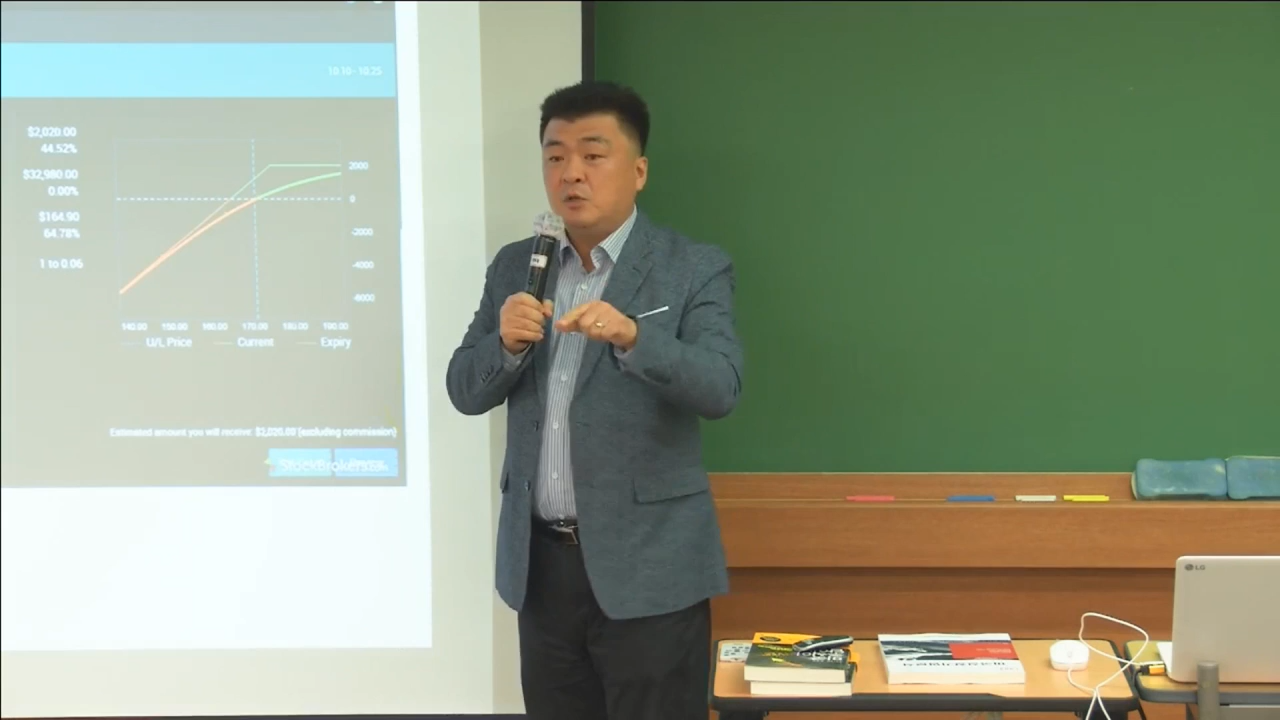 10:10 - 10:25
$2,020.00
44.52%
$32,980.00
0.00%
$164.90
64.78%
1 to 0.06
2000
0
-2000
-4000
140.00 150.00 160.00 170.00 180.00 190.00
U/L Price Current Expiry
Estimated amount you will receive: $2,020.00 (excluding commission)
StockBrokers
LG